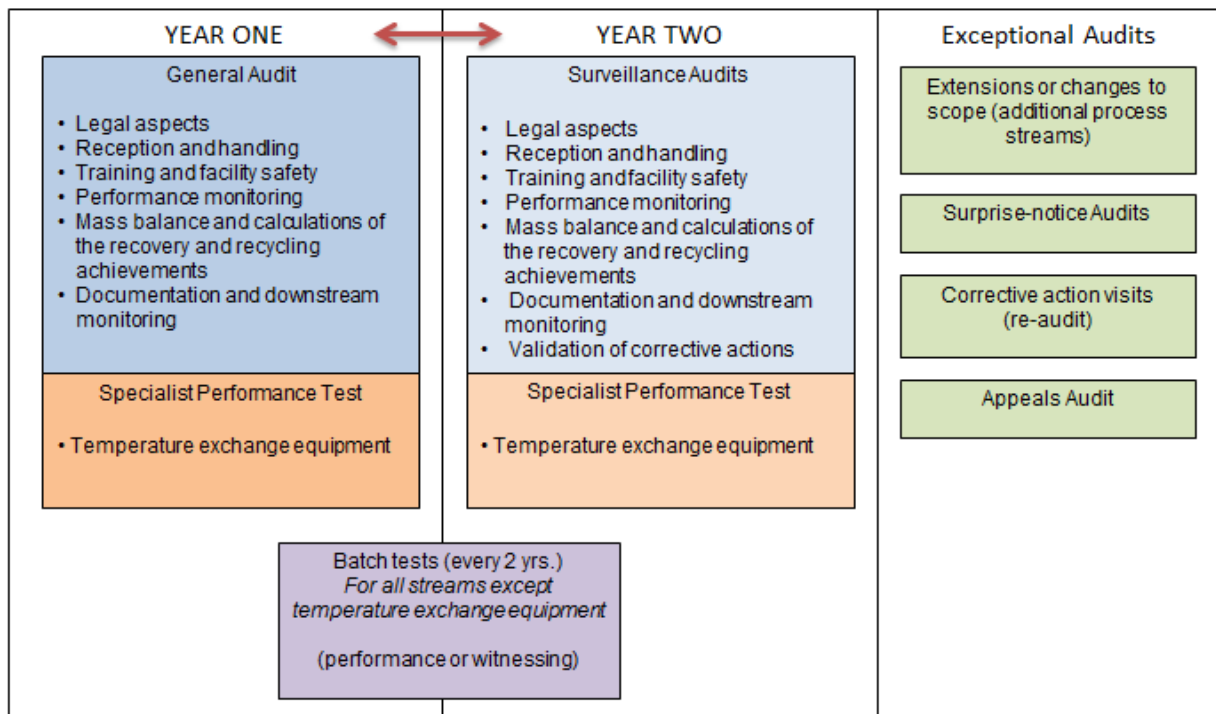 YEAR ONE
General Audit
• Legal aspects
• Reception and handling
• Training and facility safety
• Performance monitoring
• Mass balance and calculations of
the recovery and recycling
achievements
• Documentation and downstream
monitoring
Specialist Performance Test
• Temperature exchange equipment
YEAR TWO
Surveillance Audits
• Legal aspects
• Reception and handling
• Training and facility safety
• Performance monitoring
• Mass balance and calculations of
the recovery and recycling
achievements
• Documentation and downstream
monitoring
• Validation of corrective actions
Specialist Performance Test
• Temperature exchange equipment
Batch tests (every 2 yrs.)
For all streams except
temperature exchange equipment
(performance or witnessing)
Exceptional Audits
Extensions or changes to
scope (additional process
streams)
Surprise-notice Audits
Corrective action visits
(re-audit)
Appeals Audit